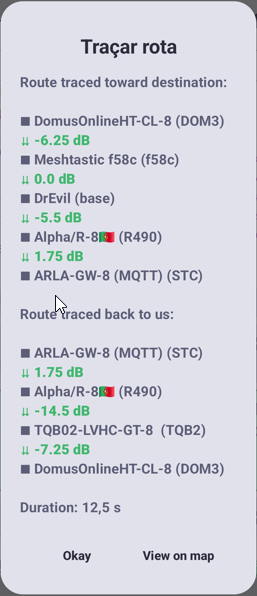 Traçar rota
Route traced toward destination:
■ DomusOnlineHT-CL-8 (DOM3)
⇊ -6.25 dB
■ Meshtastic f58c (f58c)
⇊ 0.0 dB
■ DrEvil (base)
⇊ -5.5 dB
■ Alpha/R-8🇵🇹 (R490)
⇊ 1.75 dB
■ ARLA-GW-8 (MQTT) (STC)
Route traced back to us:
■ ARLA-GW-8 (MQTT) (STC)
⇊ 1.75 dB
■ Alpha/R-8🇵🇹 (R490)
⇊ -14.5 dB
■ TQB02-LVHC-GT-8 (TQB2)
⇊ -7.25 dB
■ DomusOnlineHT-CL-8 (DOM3)
Duration: 12,5 s
Okay
View on map